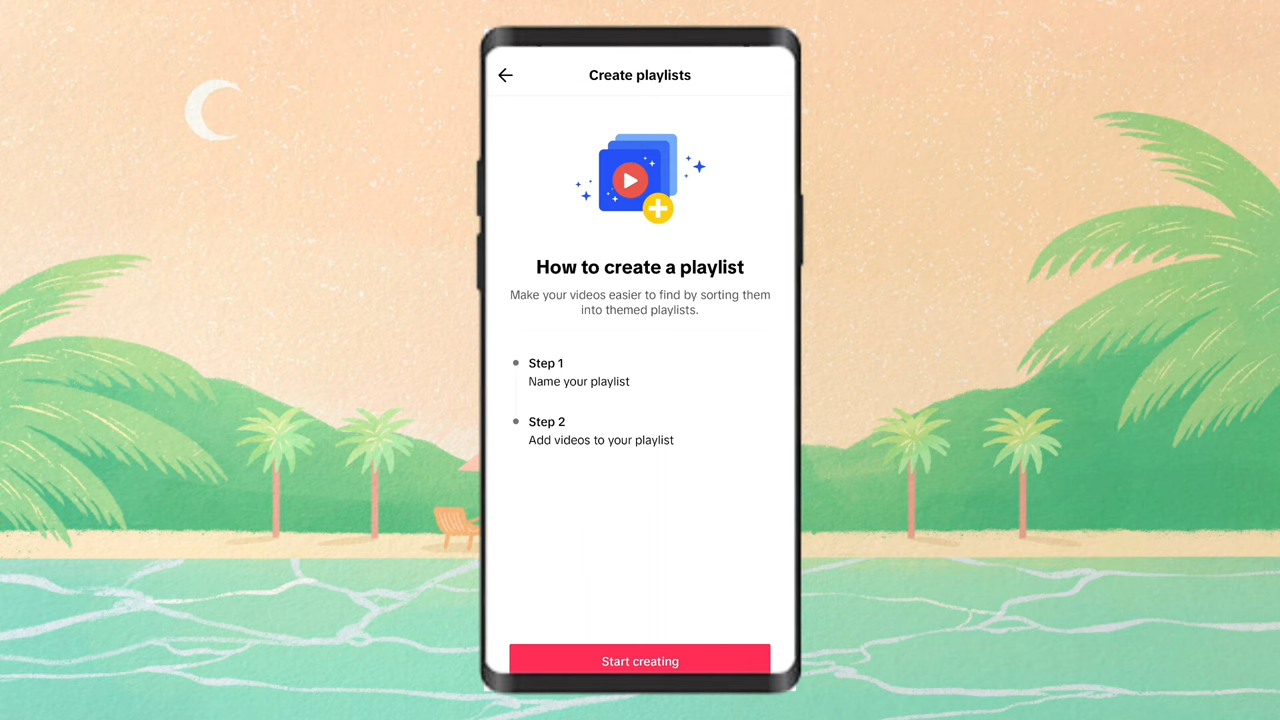 Create playlists
How to create a playlist
Make your videos easier to find by sorting them
into themed playlists.
Step 1
Name your playlist
Step 2
Add videos to your playlist
Start creating